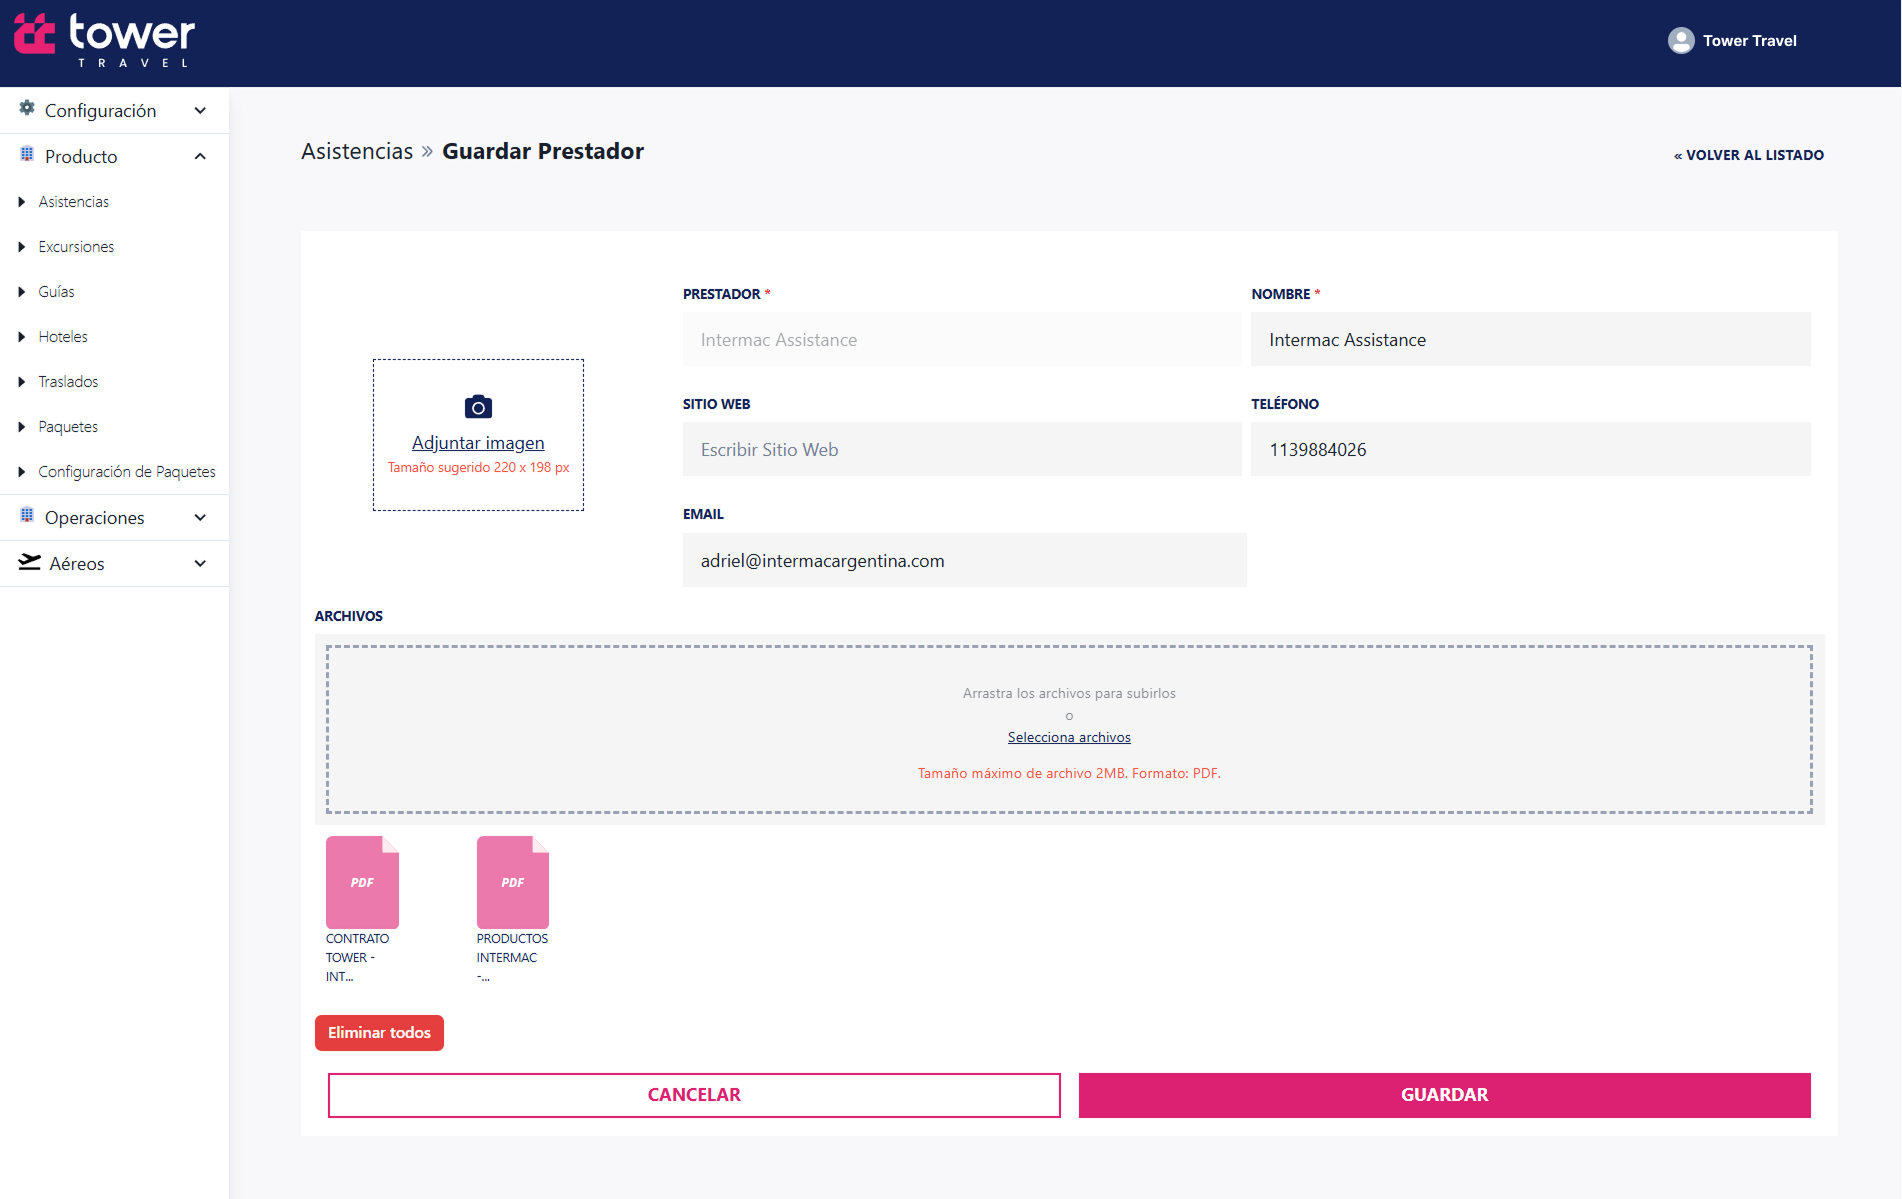 tower
TRAVEL
Tower Travel
Configuración
Producto
Asistencias
Excursiones
Guías
Hoteles
Traslados
Paquetes
Configuración de Paquetes
Operaciones
Aéreos
Asistencias » Guardar Prestador
« VOLVER AL LISTADO
Adjuntar imagen
Tamaño sugerido 220 x 198 px
PRESTADOR *
Intermac Assistance
NOMBRE *
Intermac Assistance
SITIO WEB
Escribir Sitio Web
TELÉFONO
1139884026
EMAIL
adriel@intermacargentina.com
ARCHIVOS
Arrastra los archivos para subirlos
o
Selecciona archivos
Tamaño máximo de archivo 2MB. Formato: PDF.
PDF
CONTRATO
TOWER -
INT...
PDF
PRODUCTOS
INTERMAC
-...
Eliminar todos
CANCELAR
GUARDAR